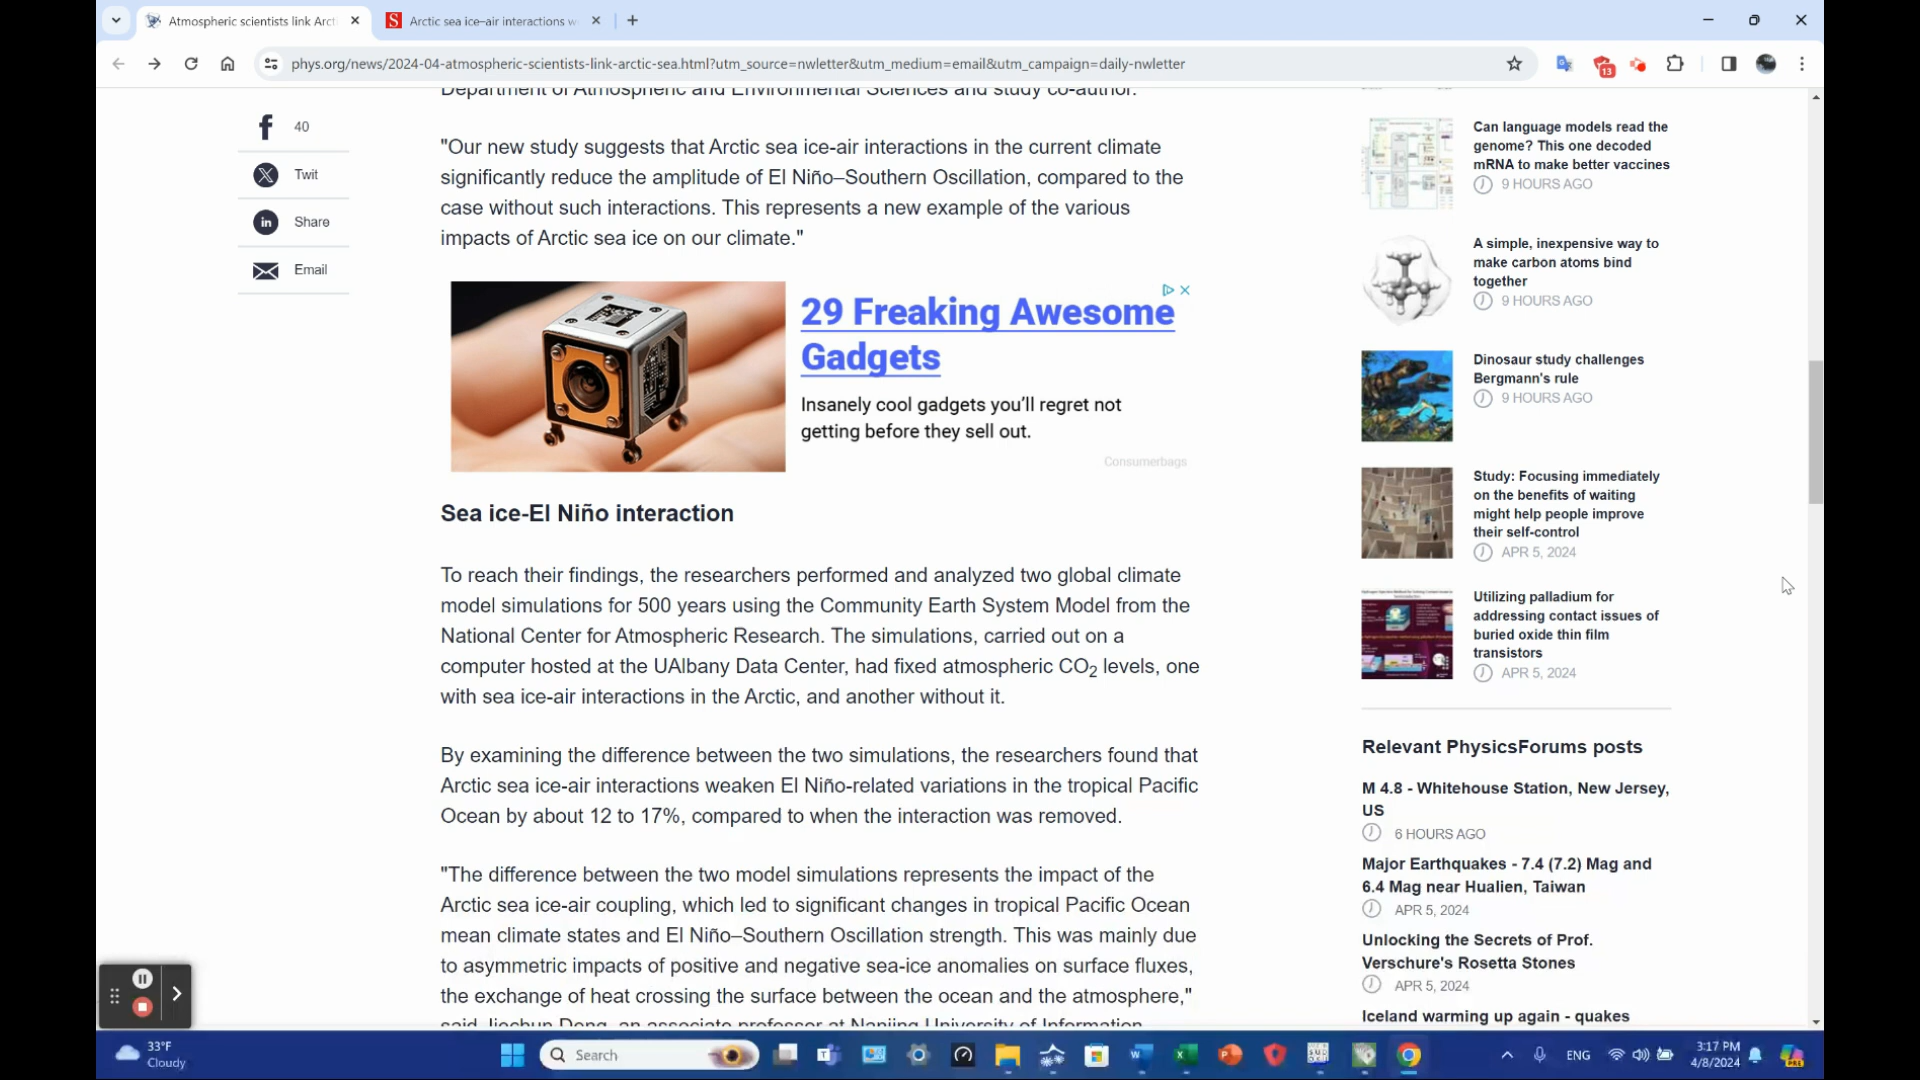 Atmospheric scientists link Arct
Arctic sea ice–air interactions w
phys.org/news/2024-04-atmospheric-scientists-link-arctic-sea.html?utm_source=nwletter&utm_medium=email&utm_campaign=daily-nwletter
13
40
Twit
Share
Email
Department of Atmospheric and Environmental Sciences and study co-author.
"Our new study suggests that Arctic sea ice-air interactions in the current climate
significantly reduce the amplitude of El Niño–Southern Oscillation, compared to the
case without such interactions. This represents a new example of the various
impacts of Arctic sea ice on our climate."
29 Freaking Awesome
Gadgets
Insanely cool gadgets you'll regret not
getting before they sell out.
Consumerbags
Sea ice-El Niño interaction
To reach their findings, the researchers performed and analyzed two global climate
model simulations for 500 years using the Community Earth System Model from the
National Center for Atmospheric Research. The simulations, carried out on a
computer hosted at the UAlbany Data Center, had fixed atmospheric CO2 levels, one
with sea ice-air interactions in the Arctic, and another without it.
By examining the difference between the two simulations, the researchers found that
Arctic sea ice-air interactions weaken El Niño-related variations in the tropical Pacific
Ocean by about 12 to 17%, compared to when the interaction was removed.
"The difference between the two model simulations represents the impact of the
Arctic sea ice-air coupling, which led to significant changes in tropical Pacific Ocean
mean climate states and El Niño–Southern Oscillation strength. This was mainly due
to asymmetric impacts of positive and negative sea-ice anomalies on surface fluxes,
the exchange of heat crossing the surface between the ocean and the atmosphere,"
said Jiechun Deng, an associate professor at Nanjing University of Information
Can language models read the
genome? This one decoded
mRNA to make better vaccines
9 HOURS AGO
A simple, inexpensive way to
make carbon atoms bind
together
9 HOURS AGO
Dinosaur study challenges
Bergmann's rule
9 HOURS AGO
Study: Focusing immediately
on the benefits of waiting
might help people improve
their self-control
APR 5, 2024
Utilizing palladium for
addressing contact issues of
buried oxide thin film
transistors
APR 5, 2024
Relevant PhysicsForums posts
M 4.8 - Whitehouse Station, New Jersey,
US
6 HOURS AGO
Major Earthquakes - 7.4 (7.2) Mag and
6.4 Mag near Hualien, Taiwan
APR 5, 2024
Unlocking the Secrets of Prof.
Verschure's Rosetta Stones
APR 5, 2024
Iceland warming up again - quakes
33°F
Cloudy
Search
ENG
3:17 PM
4/8/2024